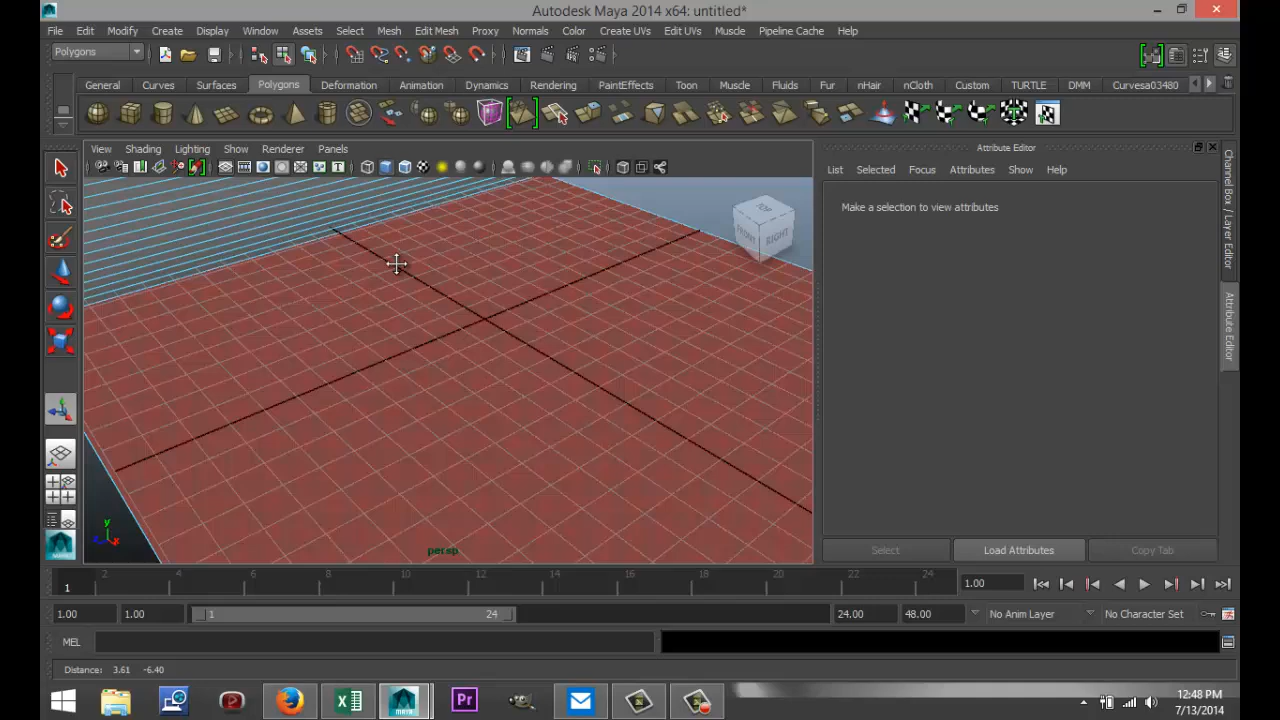 Autodesk Maya 2014 x64: untitled*
File Edit Modify Create Display Window Assets Select Mesh Edit Mesh Proxy Normals Color Create UVs Edit UVs Muscle Pipeline Cache Help
Polygons
General Curves Surfaces Polygons Deformation Animation Dynamics Rendering PaintEffects Toon Muscle Fluids Fur nHair nCloth Custom TURTLE DMM Curvesa03480
View Shading Lighting Show Renderer Panels
Attribute Editor
List Selected Focus Attributes Show Help
Make a selection to view attributes
TOP
FRONT RIGHT
Channel Box / Layer Editor
Attribute Editor
y
x
persp
Select Load Attributes Copy Tab
2 4 6 8 10 12 14 16 18 20 22 24
1
1.00
1.00 1.00 1 24 24.00 48.00 No Anim Layer No Character Set
MEL
Distance: 3.61 -6.40
MAYA
Pr
12:48 PM
7/13/2014